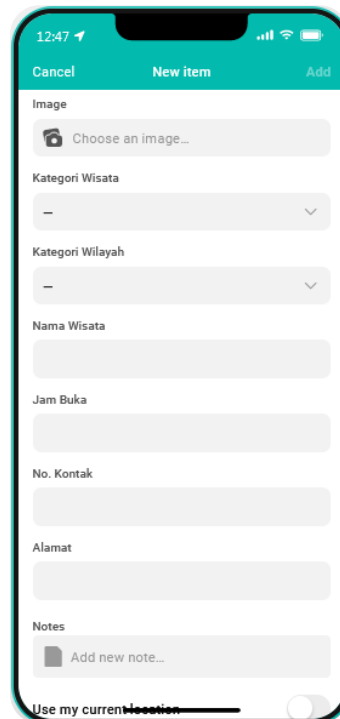 12:47
Cancel New item Add
Image
Choose an image...
Kategori Wisata
–
Kategori Wilayah
–
Nama Wisata
Jam Buka
No. Kontak
Alamat
Notes
Add new note...
Use my current location